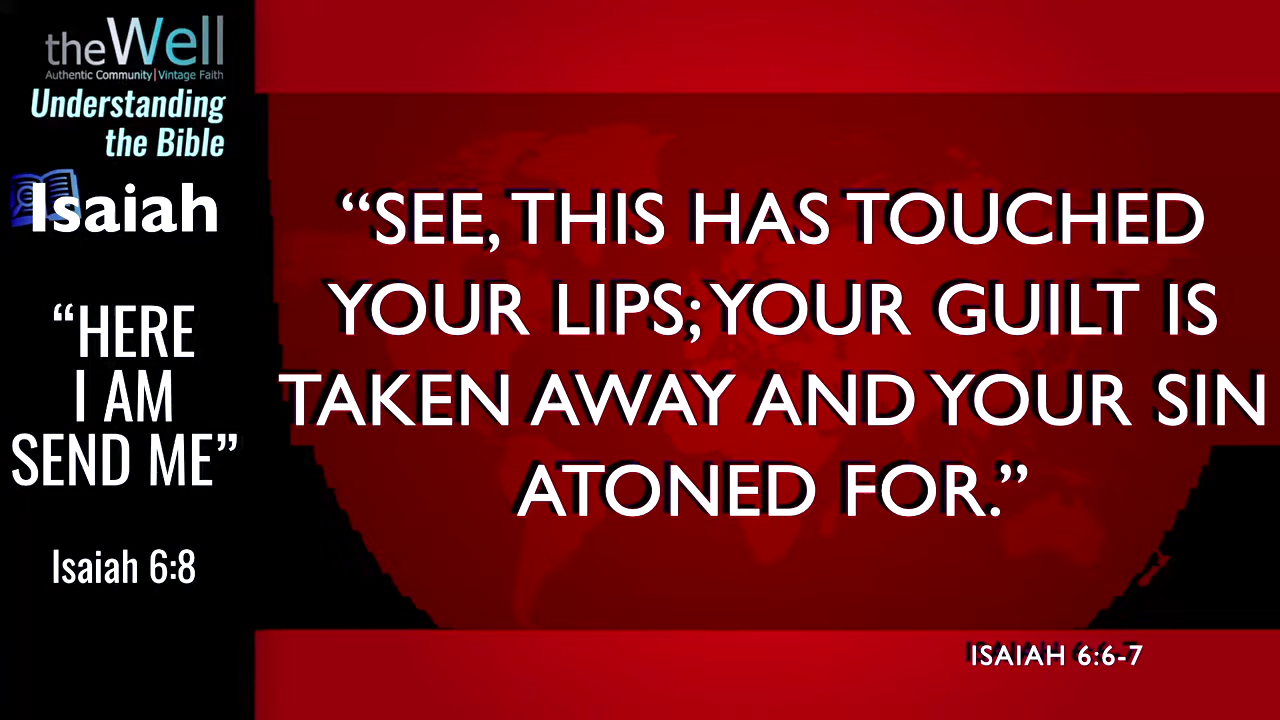 theWell
Authentic Community|Vintage Faith
Understanding
the Bible
Isaiah
“HERE
I AM
SEND ME”
Isaiah 6:8
“SEE, THIS HAS TOUCHED
YOUR LIPS; YOUR GUILT IS
TAKEN AWAY AND YOUR SIN
ATONED FOR.”
ISAIAH 6:6-7